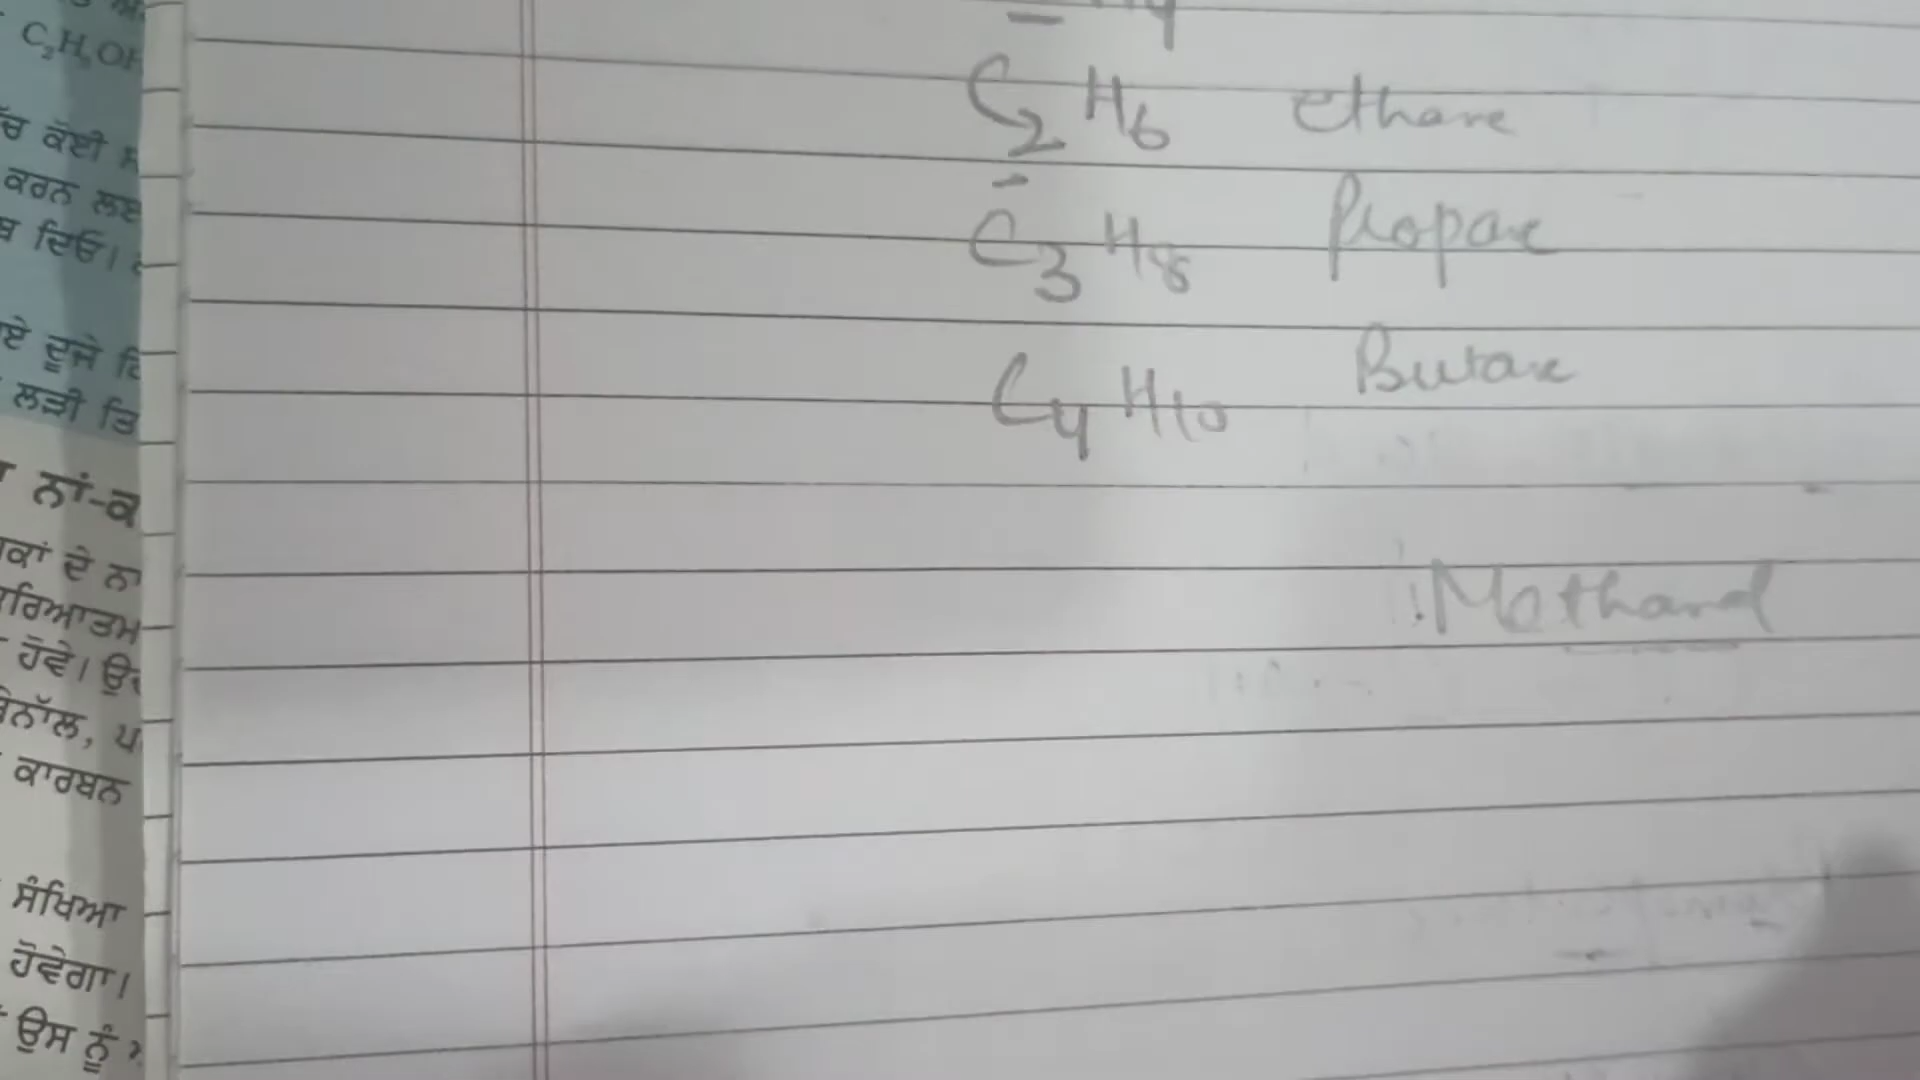 C₂H₅OH
ਕੋਈ
ਕਰਨ ਲਈ
ਦਿਓ।
ਦੂਜੇ
ਲੜੀ
ਨਾਂ-ਕ
ਦੇ ਨਾ
ਹੋਵੇ।
ਕਾਰਬਨ
ਸੰਖਿਆ
ਹੋਵੇਗਾ।
ਉਸ ਨੂੰ
C₂H₆ ethane
C₃H₈ Propane
C₄H₁₀ Butane
Methanol